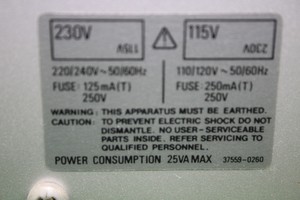 230V 115V
115V 230V
220/240V~50/60Hz 110/120V~50/60Hz
FUSE: 125mA(T) FUSE: 250mA(T)
250V 250V
WARNING: THIS APPARATUS MUST BE EARTHED.
CAUTION: TO PREVENT ELECTRIC SHOCK DO NOT
DISMANTLE. NO USER-SERVICEABLE
PARTS INSIDE. REFER SERVICING TO
QUALIFIED PERSONNEL.
POWER CONSUMPTION 25VA MAX 37559-0260